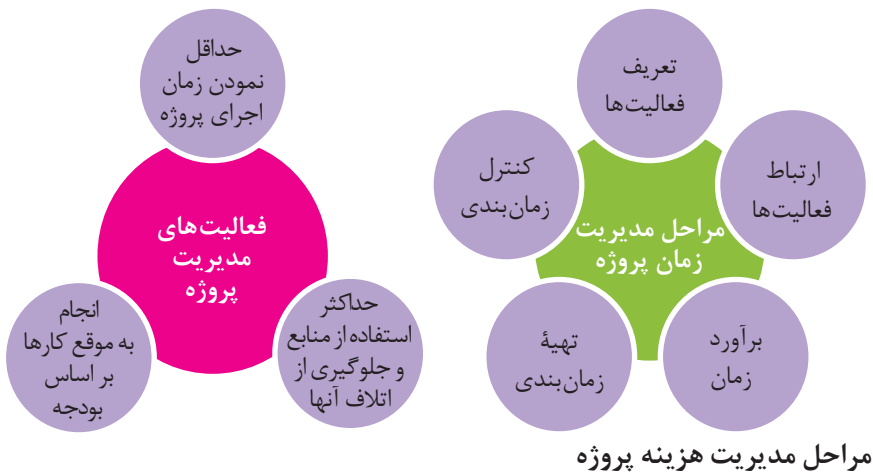 مراحل مدیریت
زمان پروژه
تعریف
فعالیت‌ها
ارتباط
فعالیت‌ها
برآورد
زمان
تهیهٔ
زمان‌بندی
کنترل
زمان‌بندی
فعالیت‌های
مدیریت
پروژه
حداقل
نمودن زمان
اجرای پروژه
حداکثر
استفاده از منابع
و جلوگیری از
اتلاف آنها
انجام
به موقع کارها
بر اساس
بودجه
مراحل مدیریت هزینه پروژه